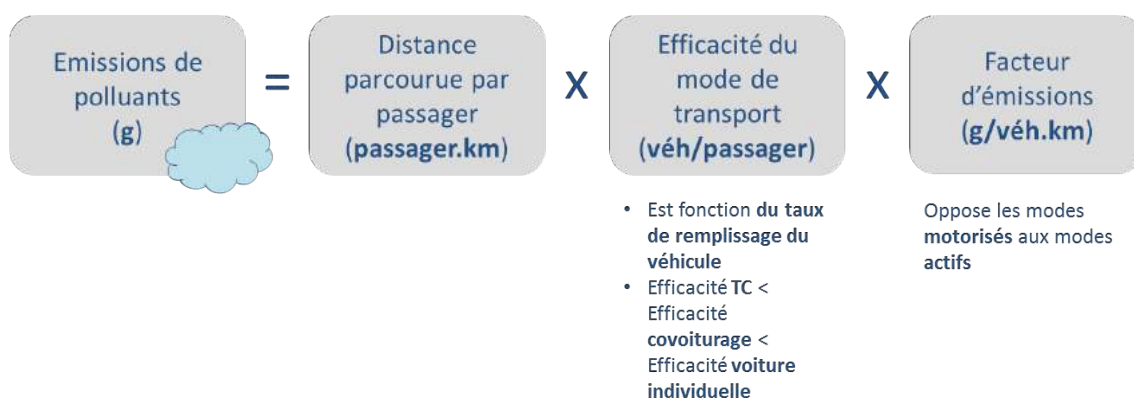 Emissions de
polluants
(g)
=
Distance
parcourue par
passager
(passager.km)
X
Efficacité du
mode de
transport
(véh/passager)
X
Facteur
d'émissions
(g/véh.km)
• Est fonction du taux
de remplissage du
véhicule
• Efficacité TC <
Efficacité
covoiturage <
Efficacité voiture
individuelle
Oppose les modes
motorisés aux modes
actifs